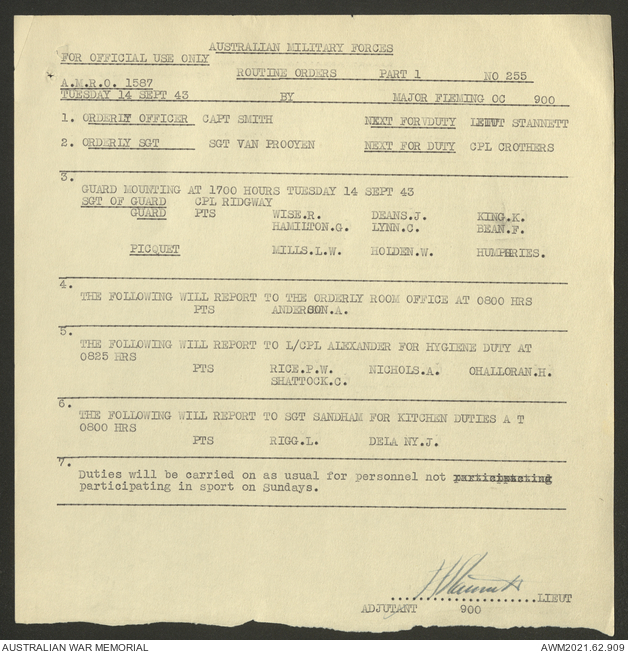 AUSTRALIAN MILITARY FORCES
FOR OFFICIAL USE ONLY
ROUTINE ORDERS PART 1 NO 255
A.M.R.O. 1587
TUESDAY 14 SEPT 43 BY MAJOR FLEMING OC 900
1. ORDERLY OFFICER CAPT SMITH NEXT FOR DUTY LIEUT STANNETT
2. ORDERLY SGT SGT VAN PROOYEN NEXT FOR DUTY CPL CROTHERS
3.
GUARD MOUNTING AT 1700 HOURS TUESDAY 14 SEPT 43
SGT OF GUARD CPL RIDGWAY
GUARD PTS WISE.R. DEANS.J. KING.K.
HAMILTON.G. LYNN.C. BEAN.F.
PICQUET MILLS.L.W. HOLDEN.W. HUMPHRIES.
4.
THE FOLLOWING WILL REPORT TO THE ORDERLY ROOM OFFICE AT 0800 HRS
PTS ANDERSON.A.
5.
THE FOLLOWING WILL REPORT TO L/CPL ALEXANDER FOR HYGIENE DUTY AT
0825 HRS
PTS RICE.P.W. NICHOLS.A. OHALLORAN.H.
SHATTOCK.C.
6.
THE FOLLOWING WILL REPORT TO SGT SANDHAM FOR KITCHEN DUTIES A T
0800 HRS
PTS RIGG.L. DELA NY.J.
7.
Duties will be carried on as usual for personnel not
participating in sport on Sundays.
LIEUT
ADJUTANT 900
AUSTRALIAN WAR MEMORIAL AWM2021.62.909